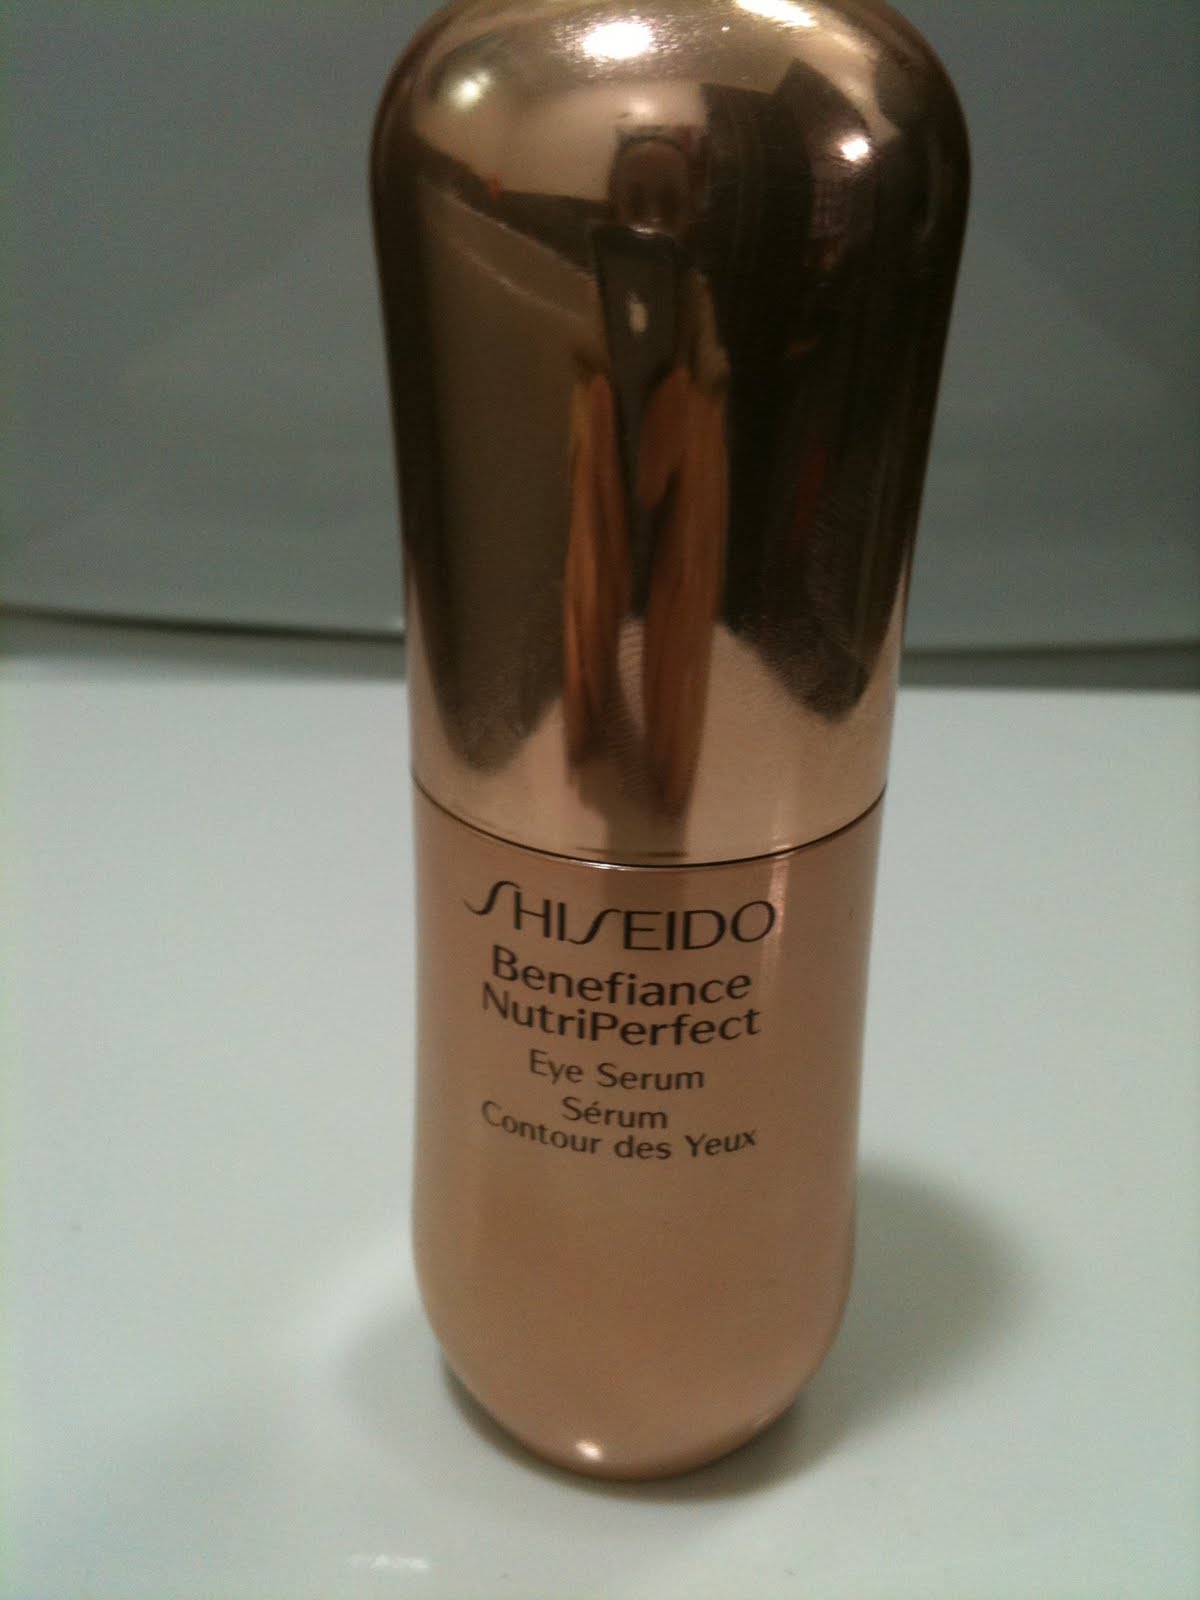 SHISEIDO
Benefiance
NutriPerfect
Eye Serum
Sérum
Contour des Yeux